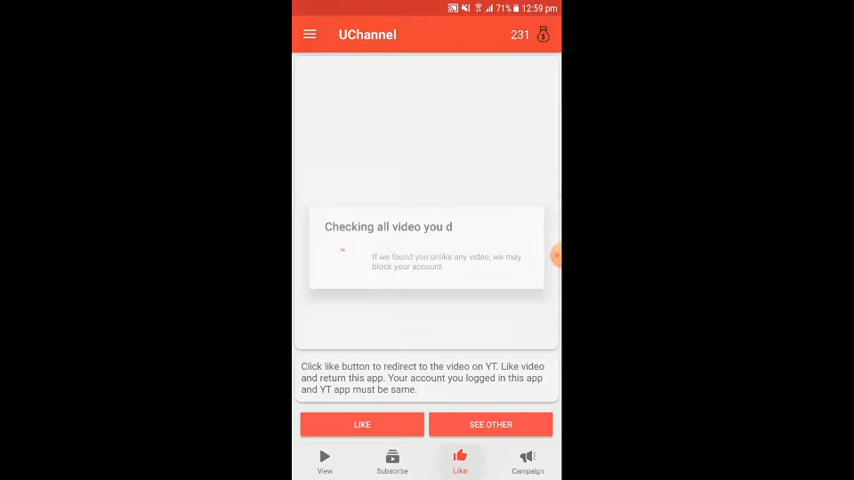 71% 12:59 pm
UChannel 231
Checking all video you d
If we found you unlike any video, we may
block your account.
Click like button to redirect to the video on YT. Like video
and return this app. Your account you logged in this app
and YT app must be same.
LIKE SEE OTHER
View Subscribe Like Campaign